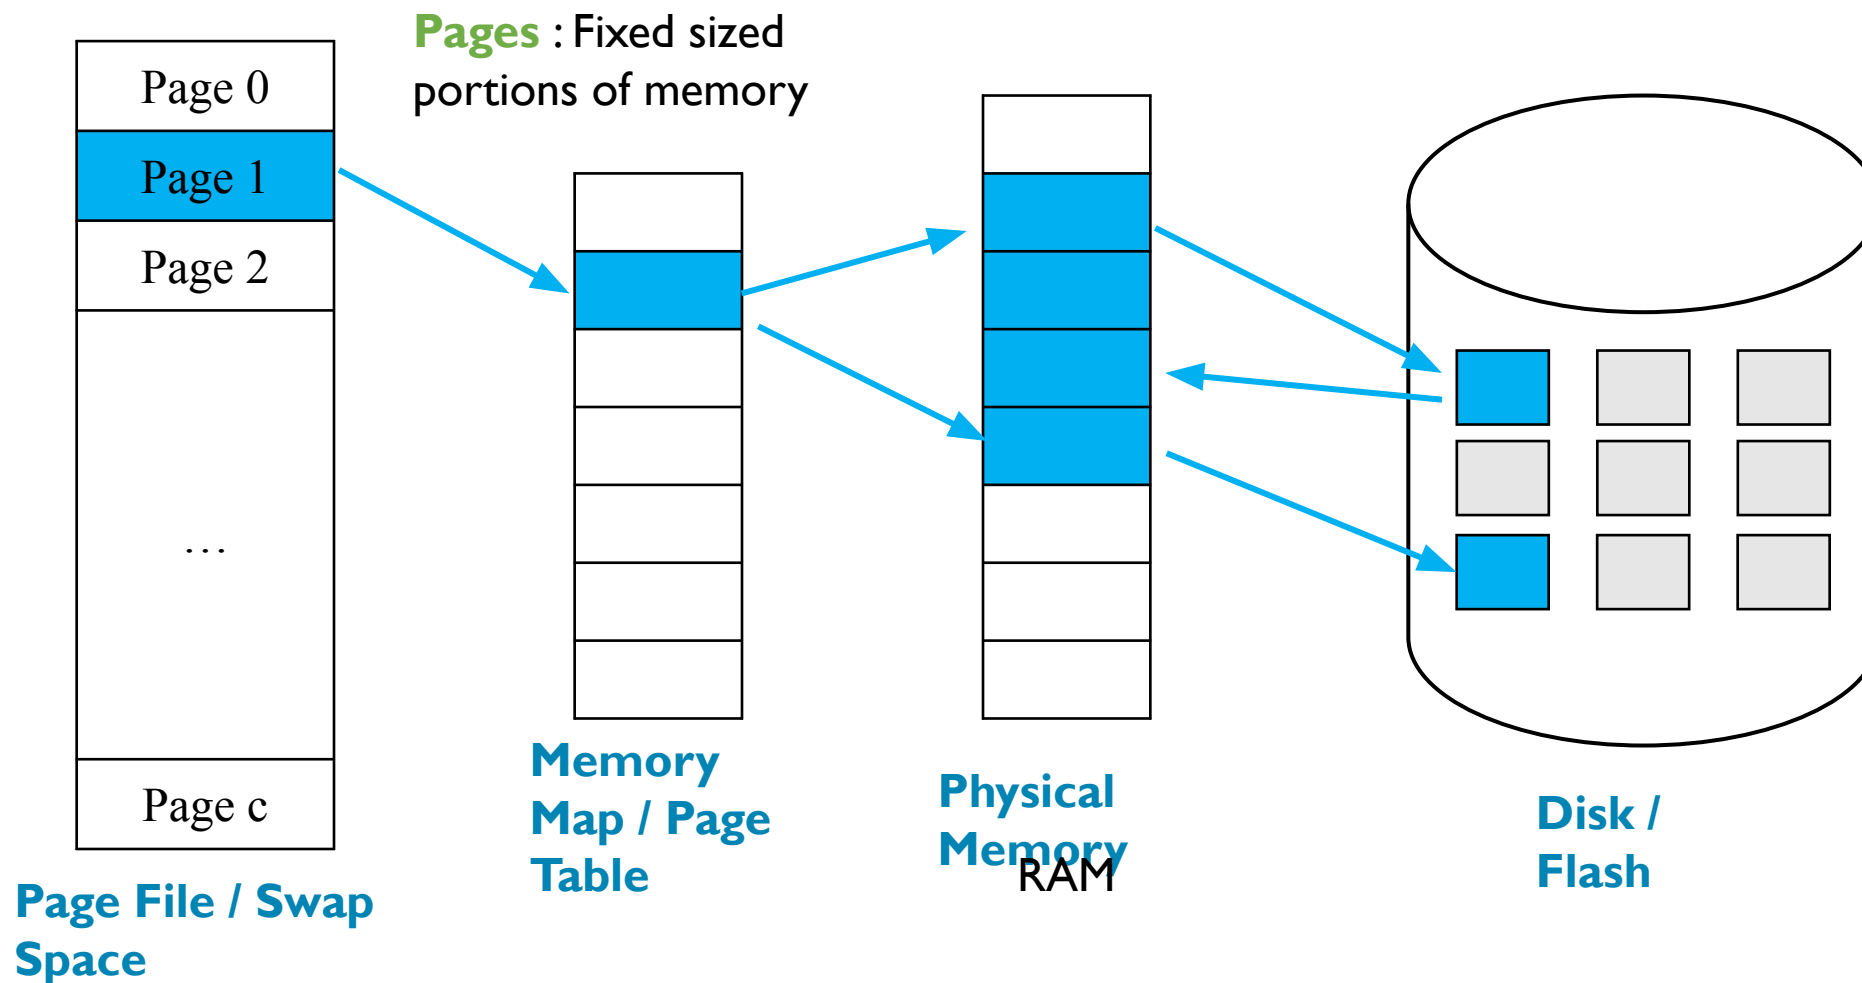 Pages : Fixed sized
portions of memory
Page 0
Page 1
Page 2
…
Page c
Page File / Swap
Space
Memory
Map / Page
Table
Physical
Memory
RAM
Disk /
Flash